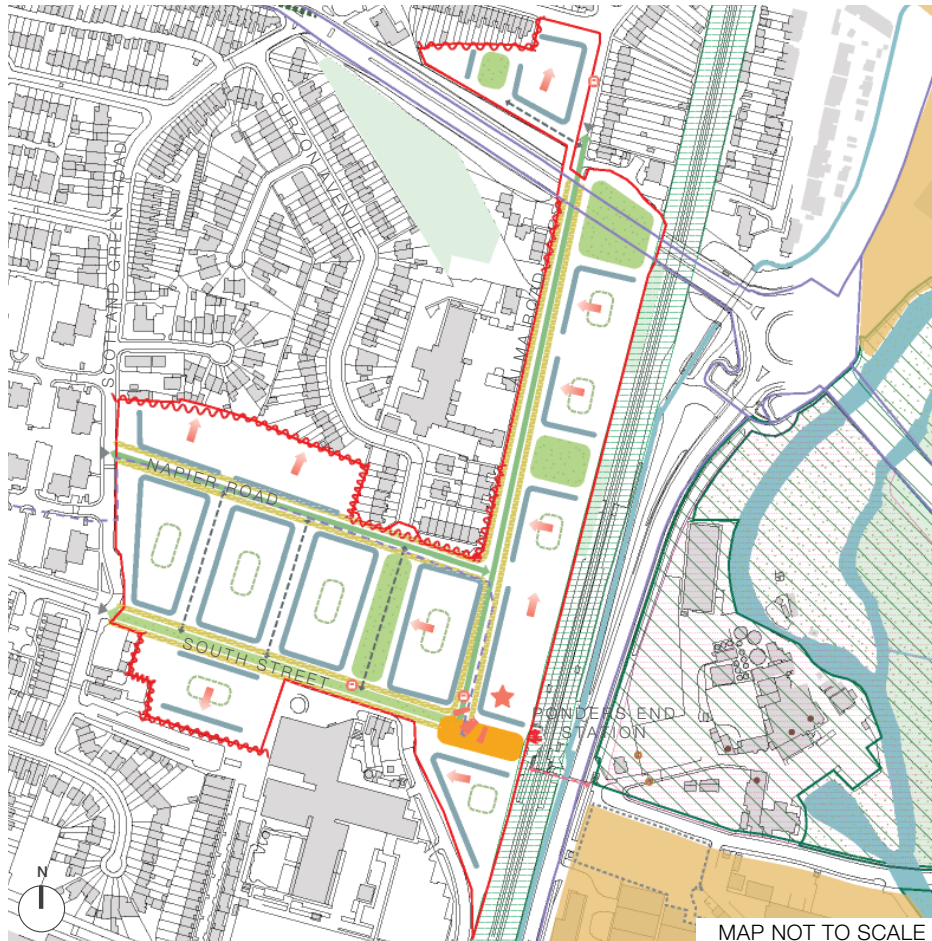 CURZON AVENUE
SCOTLAND GREEN ROAD
ALMA ROAD
NAPIER ROAD
SOUTH STREET
PONDERS END
STATION
N
MAP NOT TO SCALE